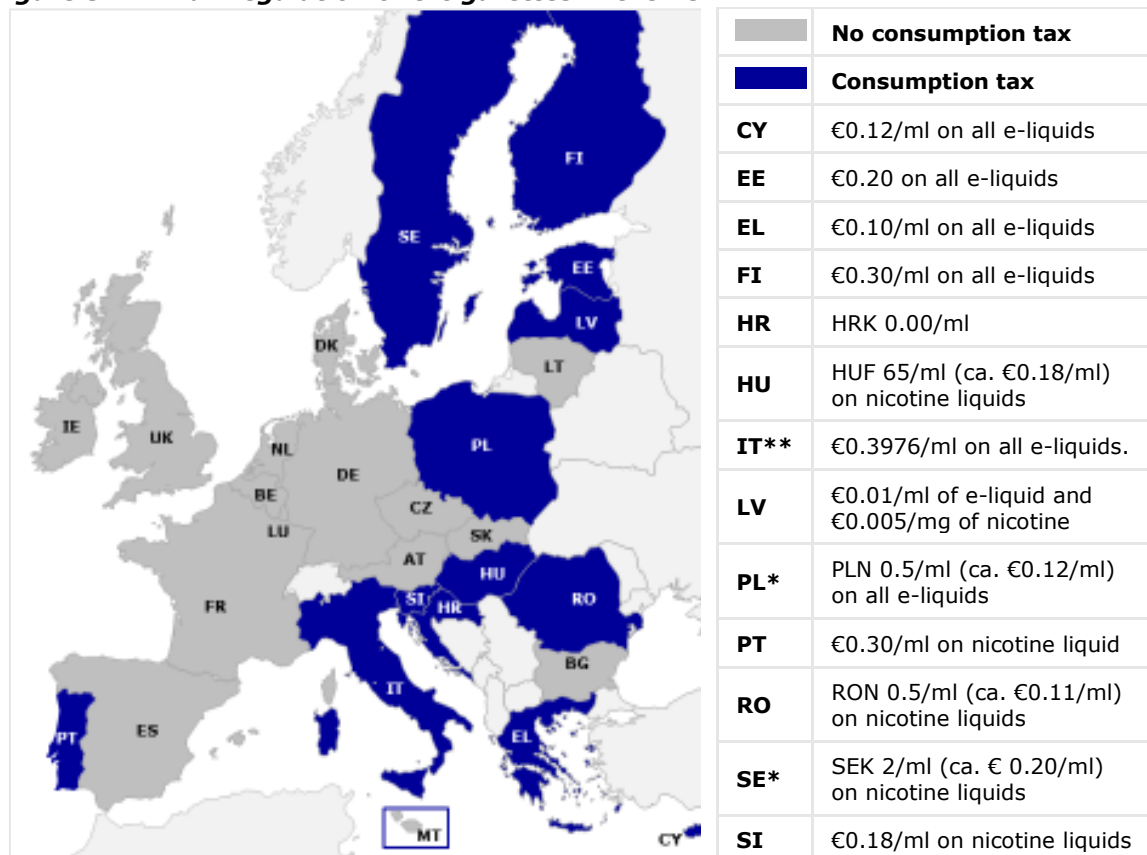 No consumption tax
Consumption tax
CY €0.12/ml on all e-liquids
EE €0.20 on all e-liquids
EL €0.10/ml on all e-liquids
FI €0.30/ml on all e-liquids
HR HRK 0.00/ml
HU HUF 65/ml (ca. €0.18/ml)
on nicotine liquids
IT** €0.3976/ml on all e-liquids.
LV €0.01/ml of e-liquid and
€0.005/mg of nicotine
PL* PLN 0.5/ml (ca. €0.12/ml)
on all e-liquids
PT €0.30/ml on nicotine liquid
RO RON 0.5/ml (ca. €0.11/ml)
on nicotine liquids
SE* SEK 2/ml (ca. € 0.20/ml)
on nicotine liquids
SI €0.18/ml on nicotine liquids
FI
SE
EE
LV
DK
LT
IE
UK
NL
PL
DE
BE
CZ
LU
SK
AT
HU
SI
HR
RO
FR
BG
IT
ES
PT
EL
MT
CY